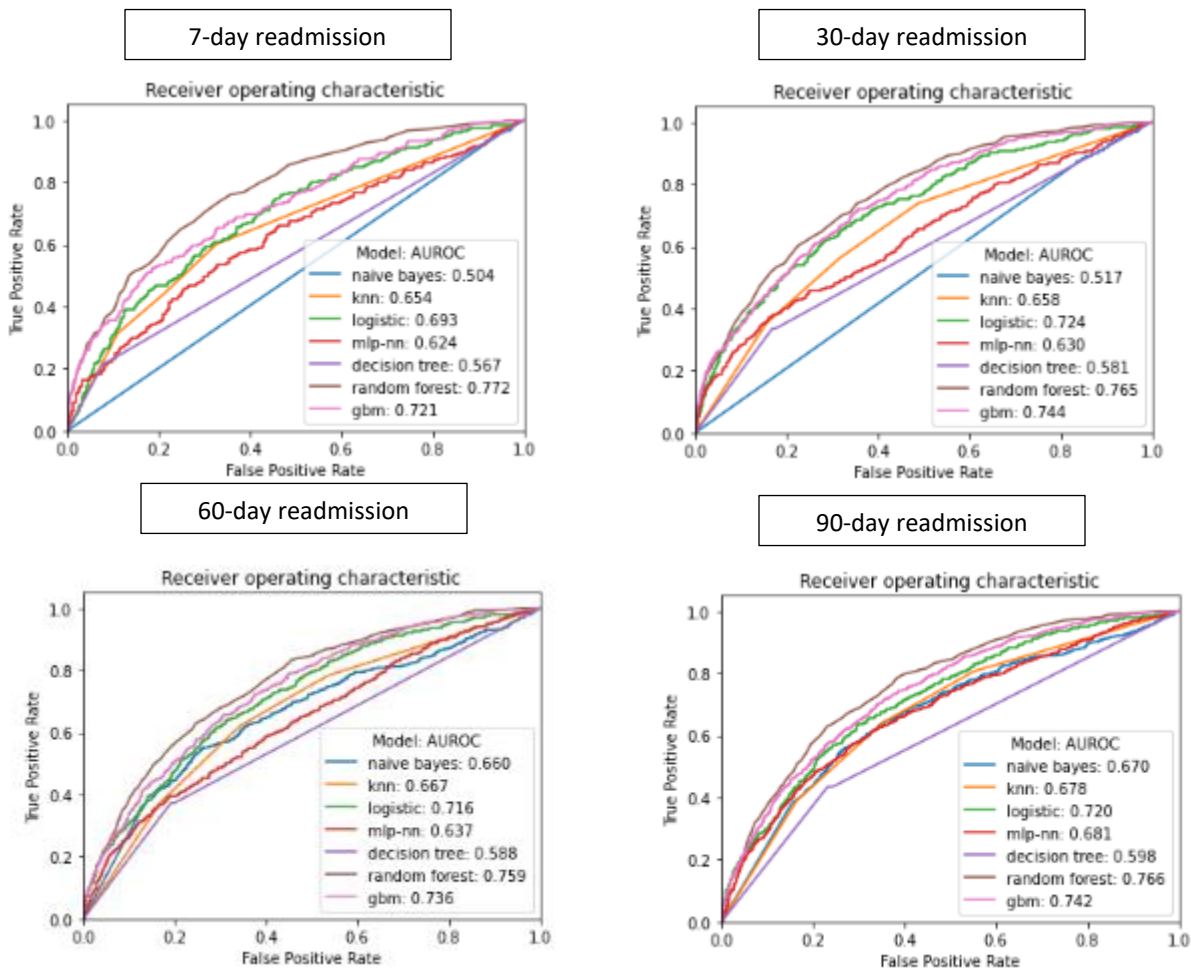 7-day readmission
Receiver operating characteristic
True Positive Rate
1.0
0.8
0.6
0.4
0.2
0.0
Model: AUROC
naive bayes: 0.504
knn: 0.654
logistic: 0.693
mlp-nn: 0.624
decision tree: 0.567
random forest: 0.772
gbm: 0.721
0.0 0.2 0.4 0.6 0.8 1.0
False Positive Rate
30-day readmission
Receiver operating characteristic
True Positive Rate
1.0
0.8
0.6
0.4
0.2
0.0
Model: AUROC
naive bayes: 0.517
knn: 0.658
logistic: 0.724
mlp-nn: 0.630
decision tree: 0.581
random forest: 0.765
gbm: 0.744
0.0 0.2 0.4 0.6 0.8 1.0
False Positive Rate
60-day readmission
Receiver operating characteristic
True Positive Rate
1.0
0.8
0.6
0.4
0.2
0.0
Model: AUROC
naive bayes: 0.660
knn: 0.667
logistic: 0.716
mlp-nn: 0.637
decision tree: 0.588
random forest: 0.759
gbm: 0.736
0.0 0.2 0.4 0.6 0.8 1.0
False Positive Rate
90-day readmission
Receiver operating characteristic
True Positive Rate
1.0
0.8
0.6
0.4
0.2
0.0
Model: AUROC
naive bayes: 0.670
knn: 0.678
logistic: 0.720
mlp-nn: 0.681
decision tree: 0.598
random forest: 0.766
gbm: 0.742
0.0 0.2 0.4 0.6 0.8 1.0
False Positive Rate